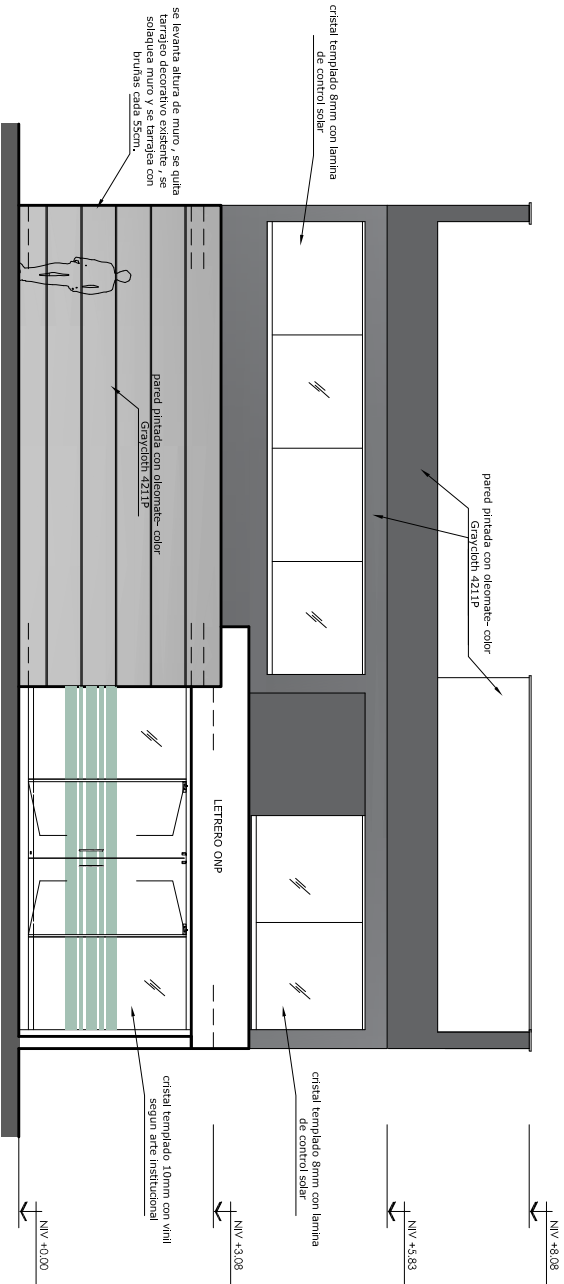 cristal templado 8mm con lamina
de control solar
se levanta altura de muro , se quita
tarrajeo decorativo existente , se
solaquea muro y se tarrajea con
bruñas cada 55cm.
pared pintada con oleomate- color
Graycloth 4211P
pared pintada con oleomate- color
Graycloth 4211P
LETRERO ONP
cristal templado 8mm con lamina
de control solar
cristal templado 10mm con vinil
segun arte institucional
NIV +8.08
NIV +5.83
NIV +3.08
NIV +0.00